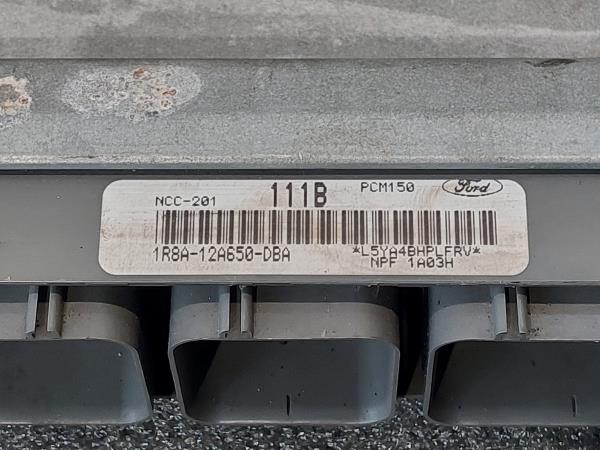 NCC-201 111B PCM150 Ford
1R8A-12A650-DBA *L5YA4BHPLFRV*
NPF 1A03H